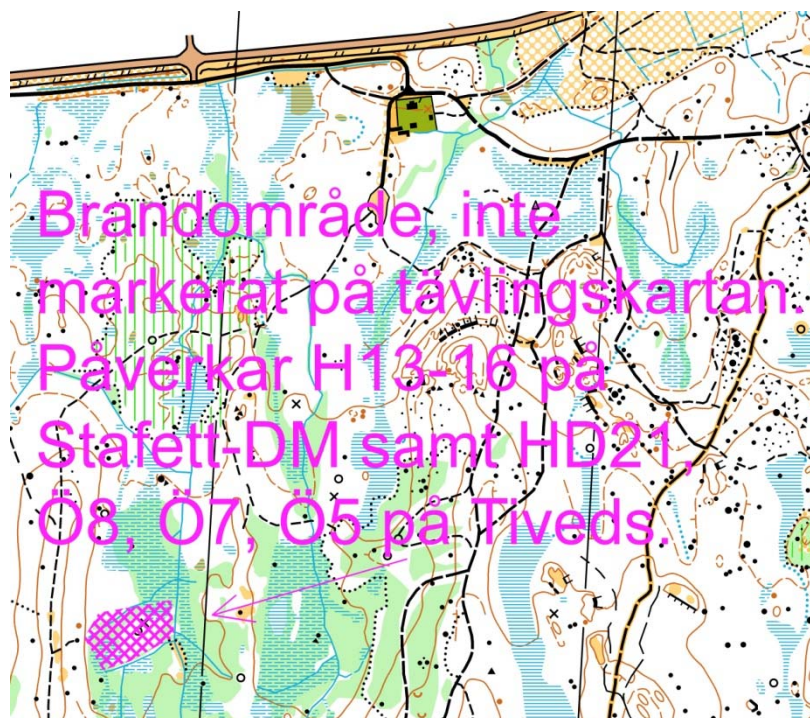 Brandområde, inte
markerat på tävlingskartan.
Påverkar H13-16 på
Stafett-DM samt HD21,
Ö8, Ö7, Ö5 på Tiveds.